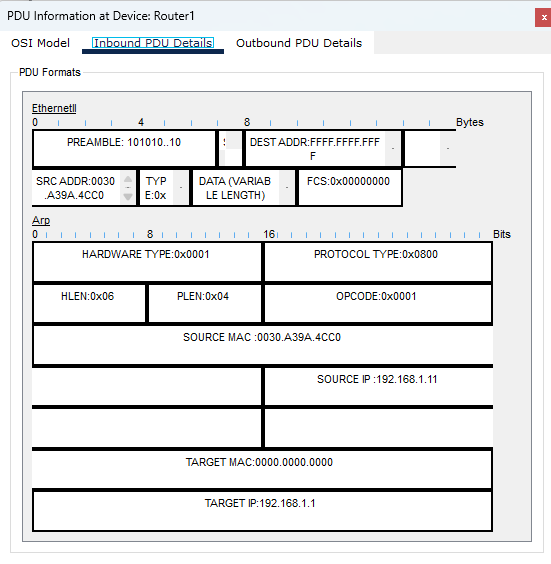 PDU Information at Device: Router1
x
OSI Model Inbound PDU Details Outbound PDU Details
PDU Formats
EthernetII
0 4 8 Bytes
PREAMBLE: 101010..10
DEST ADDR:FFFF.FFFF.FFF
F
SRC ADDR:0030
.A39A.4CC0
TYP
E:0x
DATA (VARIAB
LE LENGTH)
FCS:0x00000000
Arp
0 8 16 Bits
HARDWARE TYPE:0x0001 PROTOCOL TYPE:0x0800
HLEN:0x06 PLEN:0x04 OPCODE:0x0001
SOURCE MAC :0030.A39A.4CC0
SOURCE IP :192.168.1.11
TARGET MAC:0000.0000.0000
TARGET IP:192.168.1.1